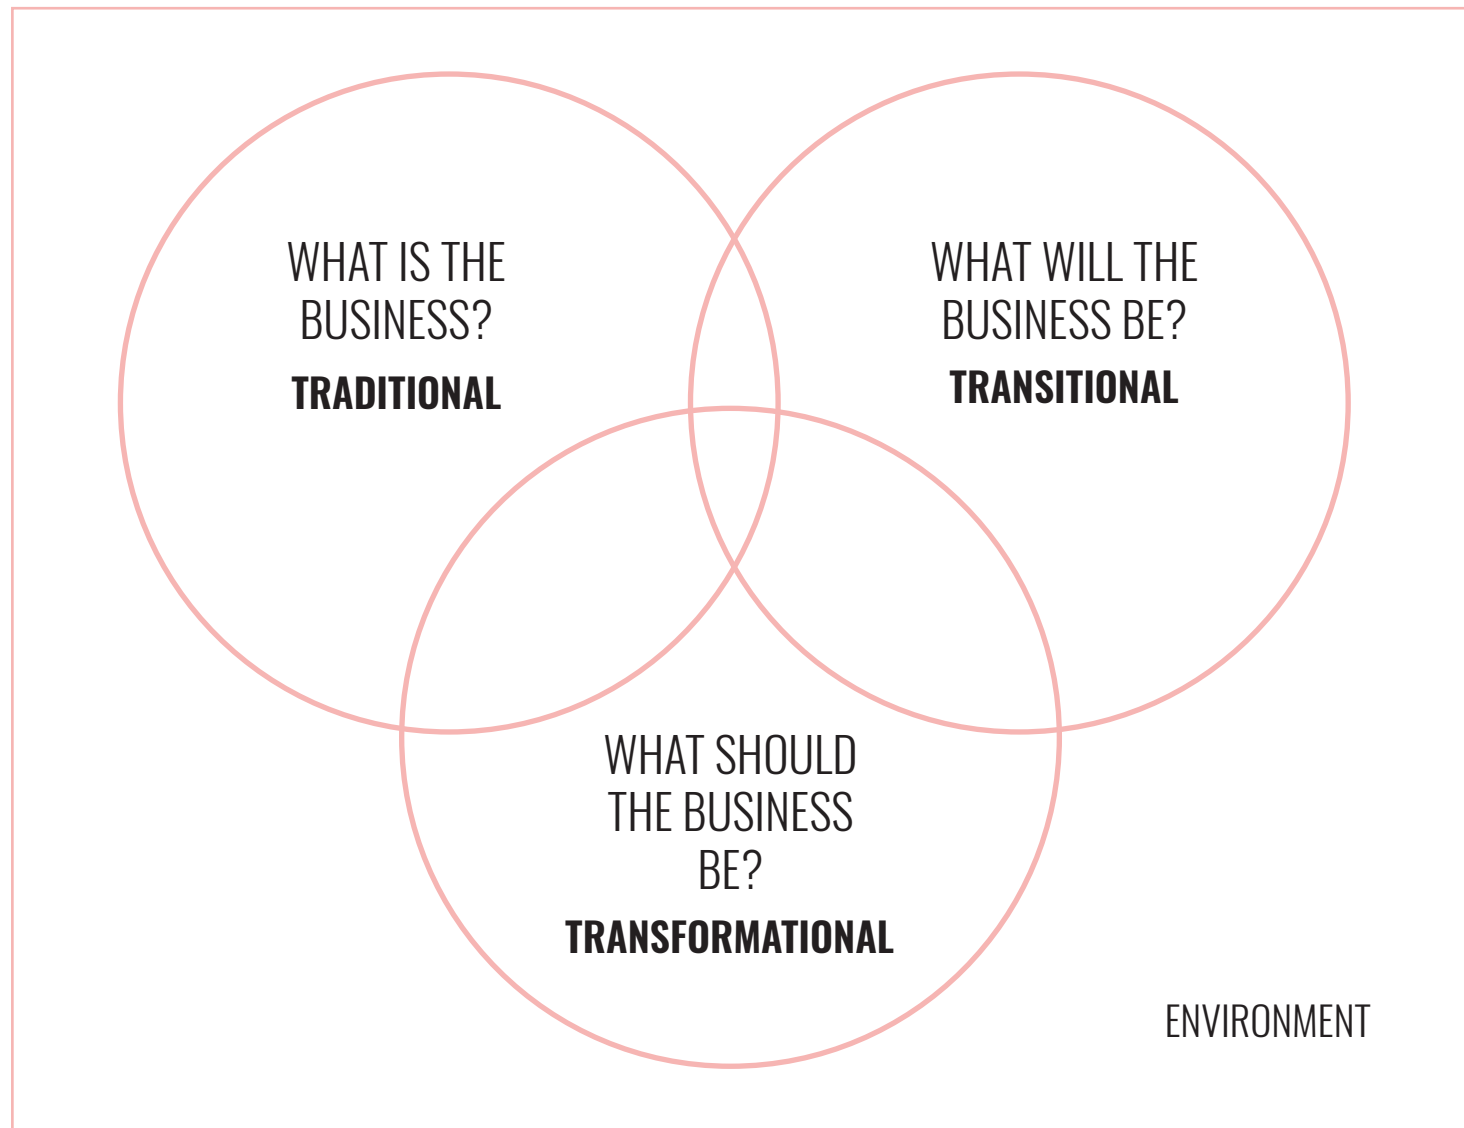 WHAT IS THE
BUSINESS?
TRADITIONAL
WHAT WILL THE
BUSINESS BE?
TRANSITIONAL
WHAT SHOULD
THE BUSINESS
BE?
TRANSFORMATIONAL
ENVIRONMENT